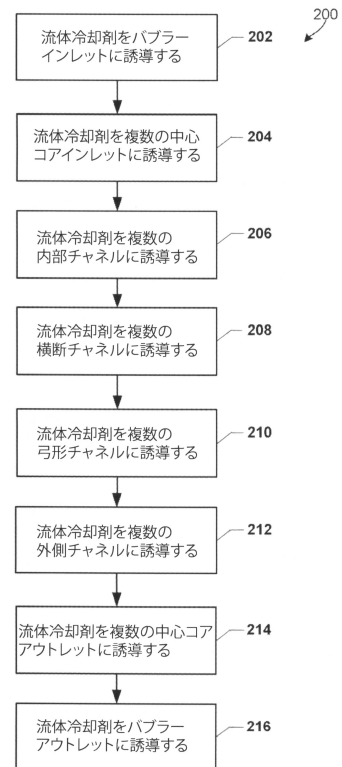 200
流体冷却剤をバブラー
インレットに誘導する
202
流体冷却剤を複数の中心
コアインレットに誘導する
204
流体冷却剤を複数の
内部チャネルに誘導する
206
流体冷却剤を複数の
横断チャネルに誘導する
208
流体冷却剤を複数の
弓形チャネルに誘導する
210
流体冷却剤を複数の
外側チャネルに誘導する
212
流体冷却剤を複数の中心コア
アウトレットに誘導する
214
流体冷却剤をバブラー
アウトレットに誘導する
216